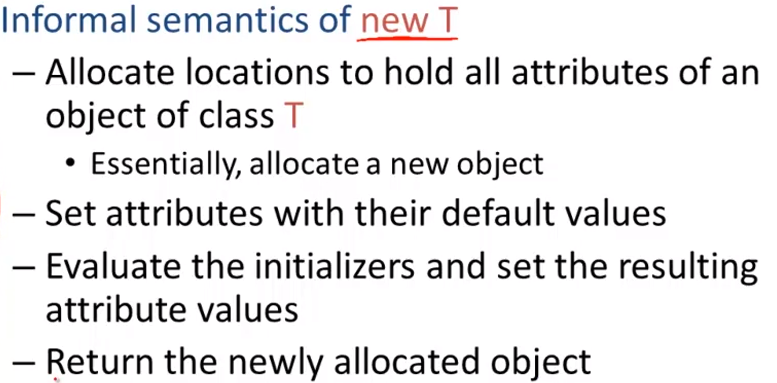 Informal semantics of new T
– Allocate locations to hold all attributes of an
object of class T
• Essentially, allocate a new object
– Set attributes with their default values
– Evaluate the initializers and set the resulting
attribute values
– Return the newly allocated object